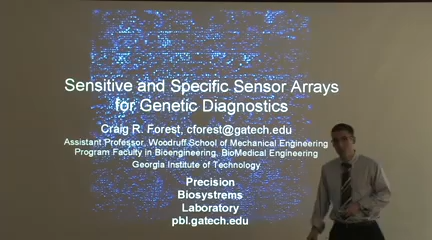 Sensitive and Specific Sensor Arrays
for Genetic Diagnostics
Craig R. Forest, cforest@gatech.edu
Assistant Professor, Woodruff School of Mechanical Engineering
Program Faculty in Bioengineering, BioMedical Engineering
Georgia Institute of Technology
Precision
Biosystrems
Laboratory
pbl.gatech.edu